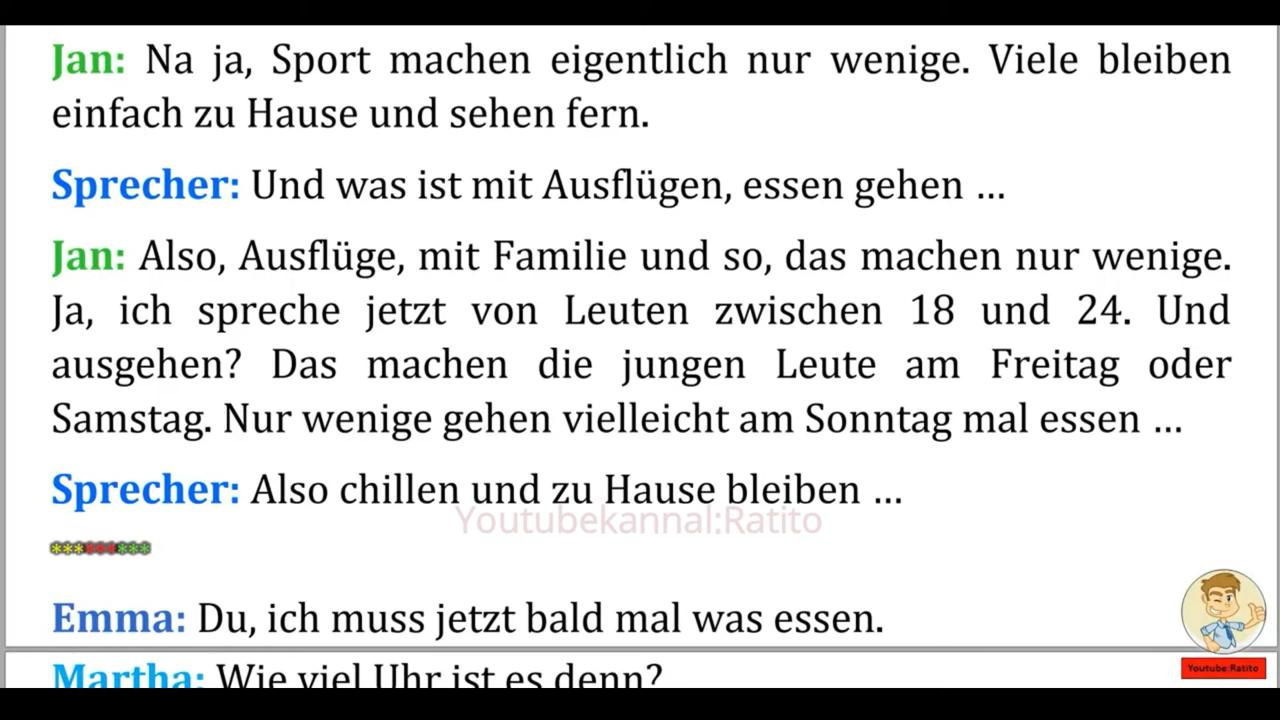 Jan: Na ja, Sport machen eigentlich nur wenige. Viele bleiben
einfach zu Hause und sehen fern.
Sprecher: Und was ist mit Ausflügen, essen gehen …
Jan: Also, Ausflüge, mit Familie und so, das machen nur wenige.
Ja, ich spreche jetzt von Leuten zwischen 18 und 24. Und
ausgehen? Das machen die jungen Leute am Freitag oder
Samstag. Nur wenige gehen vielleicht am Sonntag mal essen …
Sprecher: Also chillen und zu Hause bleiben …
Youtubekannal:Ratito
*********
Emma: Du, ich muss jetzt bald mal was essen.
Martha: Wie viel Uhr ist es denn?
Youtube:Ratito